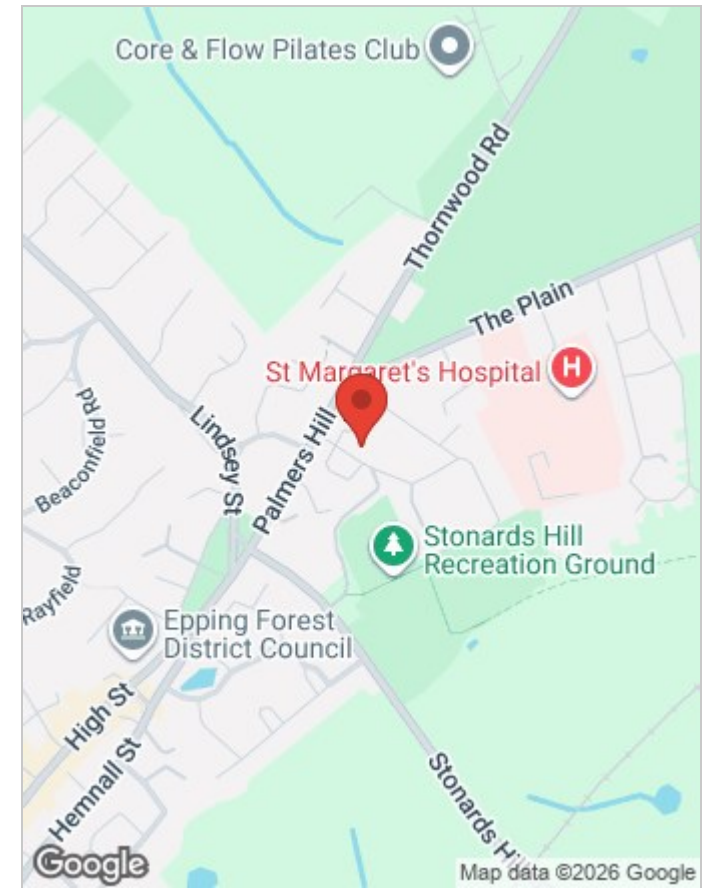 Core & Flow Pilates Club
Thornwood Rd
The Plain
St Margaret's Hospital
H
Palmers Hill
Lindsey St
Beaconfield Rd
Stonards Hill
Recreation Ground
Rayfield
Epping Forest
District Council
High St
Hemnall St
Stonards Hill
Google
Map data ©2026 Google